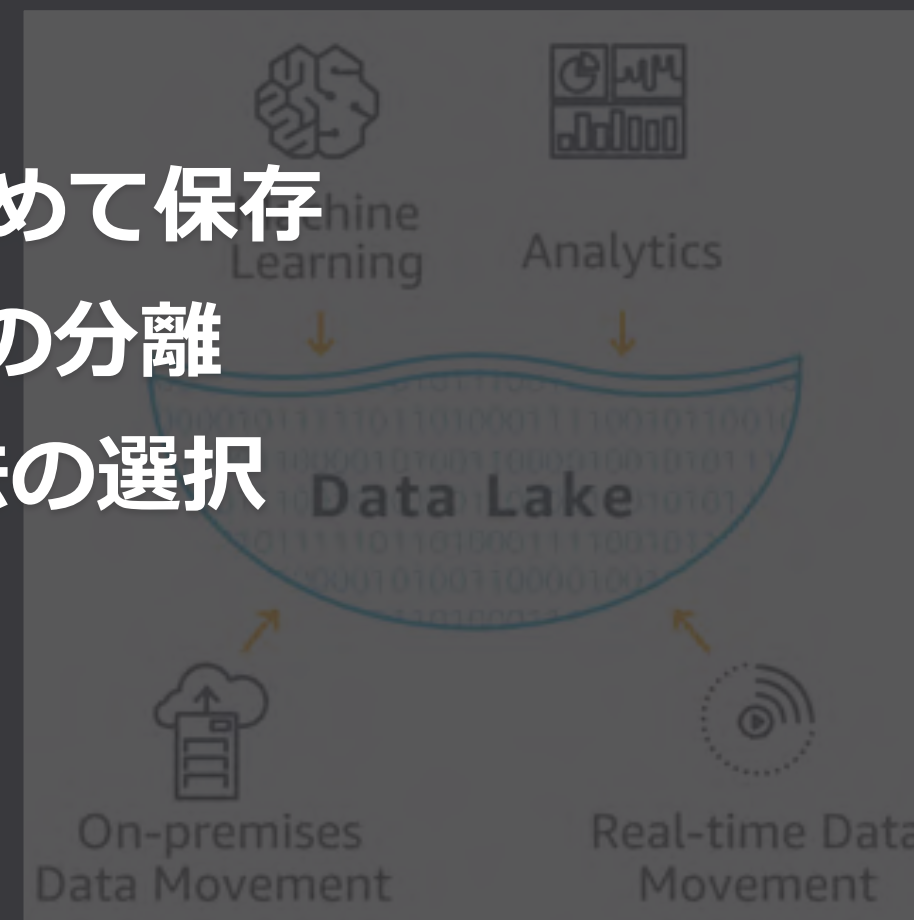 めて保存
の分離
の選択
Machine
Learning
Analytics
Data Lake
On-premises
Data Movement
Real-time Data
Movement